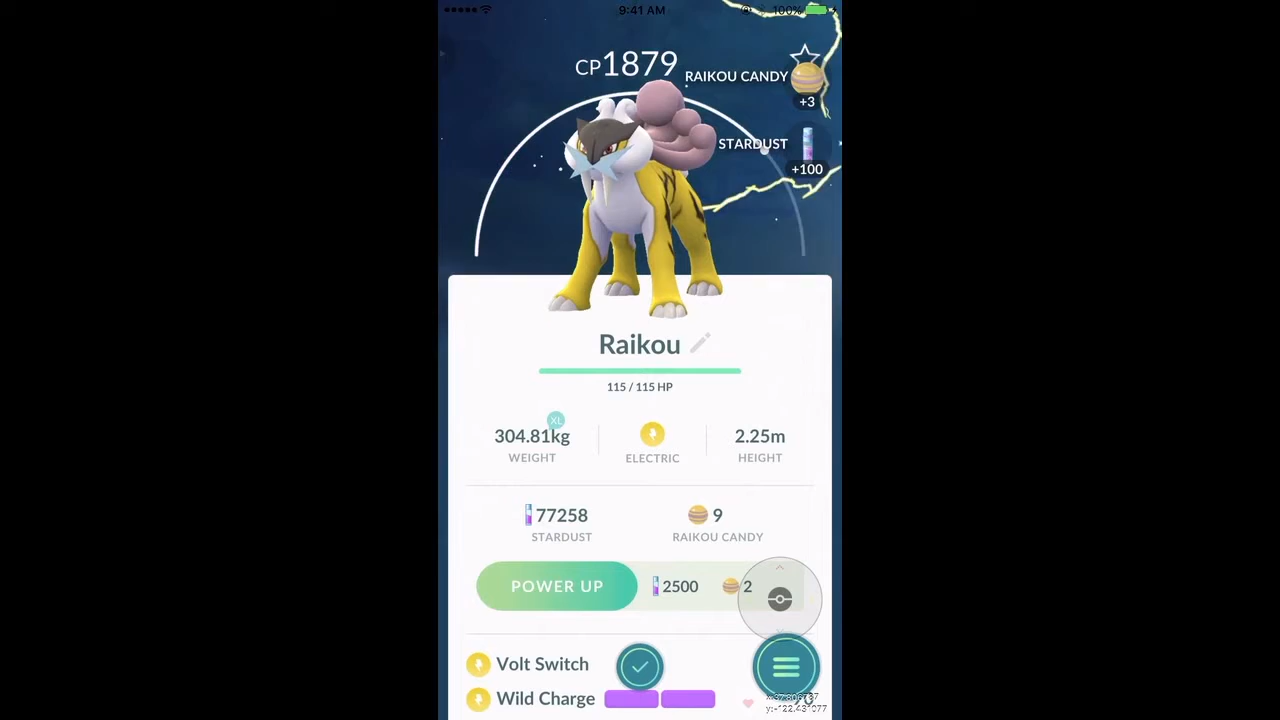 9:41 AM
100%
CP1879
RAIKOU CANDY
+3
STARDUST
+100
Raikou
115 / 115 HP
XL
304.81kg
WEIGHT
ELECTRIC
2.25m
HEIGHT
77258
STARDUST
9
RAIKOU CANDY
POWER UP
2500
2
Volt Switch
Wild Charge